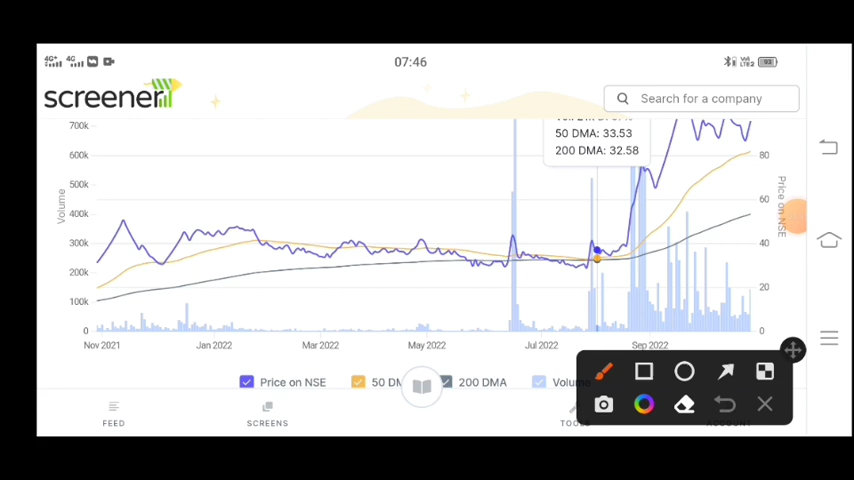 07:46
screener
Search for a company
50 DMA: 33.53
200 DMA: 32.58
700k
600k
500k
400k
300k
200k
100k
0
Volume
80
60
40
20
0
Price on NSE
Nov 2021
Jan 2022
Mar 2022
May 2022
Jul 2022
Sep 2022
Price on NSE
50 DM
200 DMA
Volume
FEED
SCREENS
TOOLS
ACCOUNT